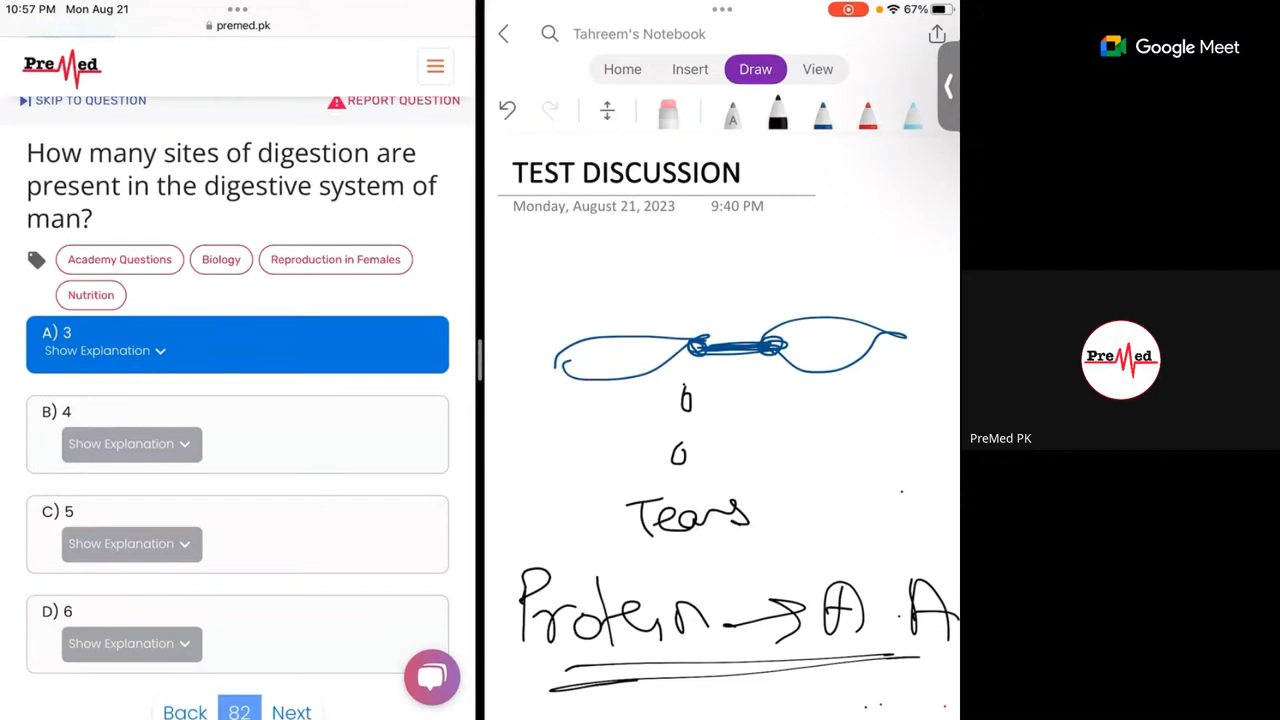 10:57 PM Mon Aug 21
premed.pk
PreMed
SKIP TO QUESTION
REPORT QUESTION
How many sites of digestion are
present in the digestive system of
man?
Academy Questions
Biology
Reproduction in Females
Nutrition
A) 3
Show Explanation
B) 4
Show Explanation
C) 5
Show Explanation
D) 6
Show Explanation
Back 82 Next
67%
Tahreem's Notebook
Home Insert Draw View
A
TEST DISCUSSION
Monday, August 21, 2023 9:40 PM
Tears
Protein → A.A
Google Meet
PreMed
PreMed PK